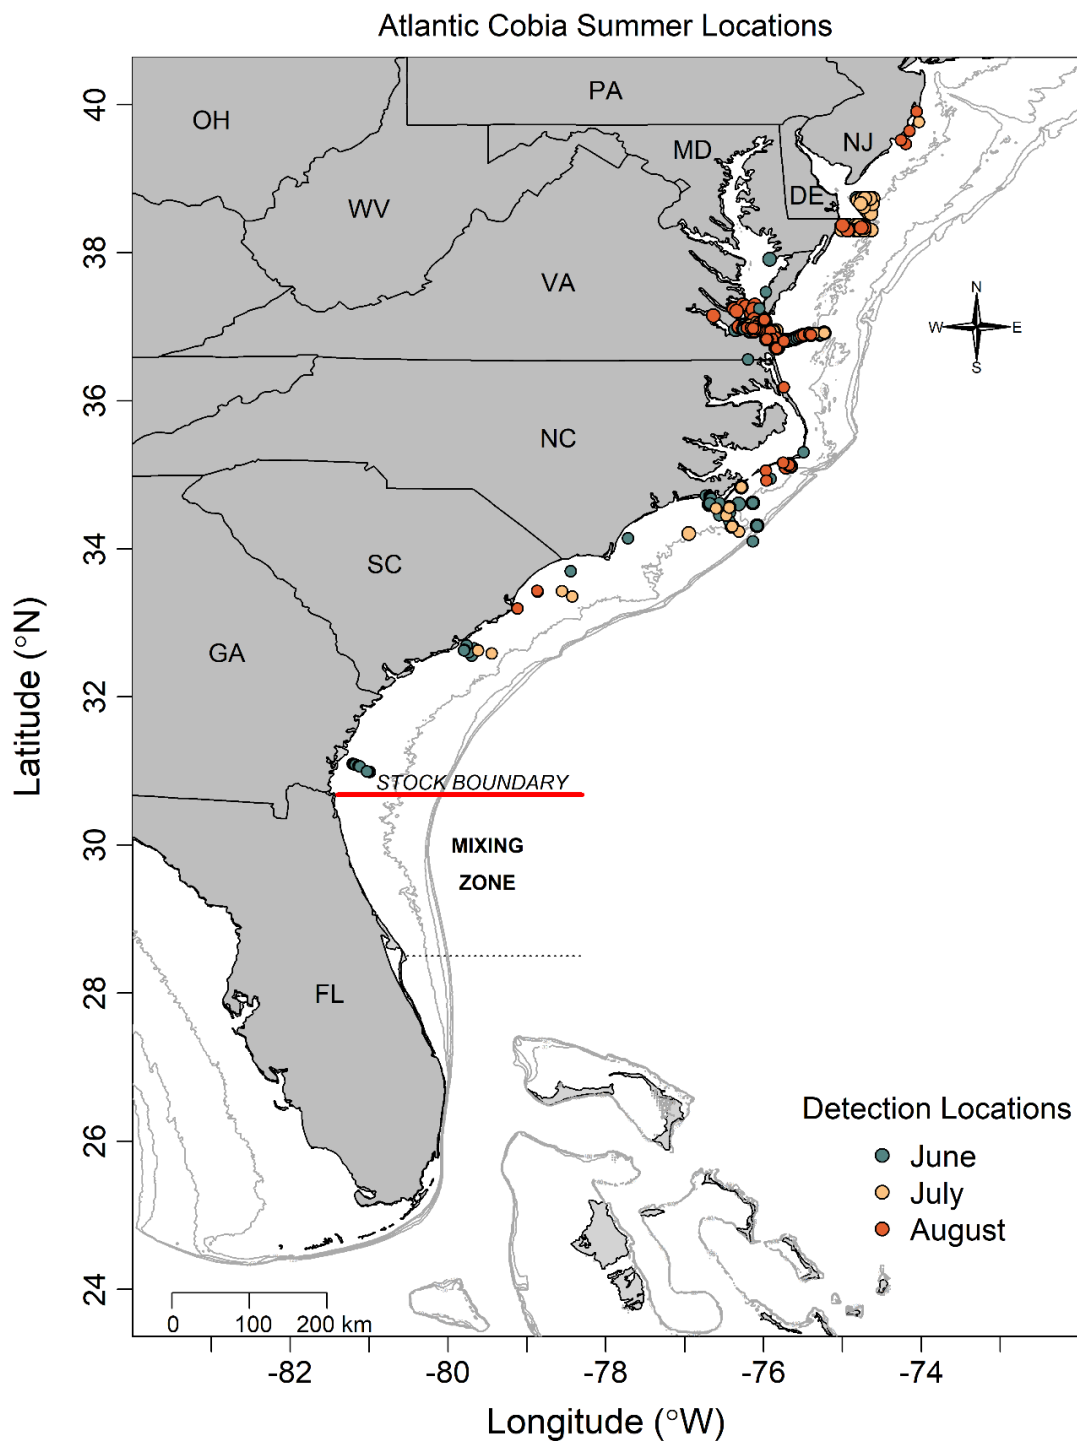 Atlantic Cobia Summer Locations
PA
OH
NJ
MD
DE
WV
VA
N
W E
S
NC
SC
GA
STOCK BOUNDARY
MIXING
ZONE
FL
Detection Locations
June
July
August
0 100 200 km
40
38
36
34
32
30
28
26
24
Latitude (°N)
-82 -80 -78 -76 -74
Longitude (°W)